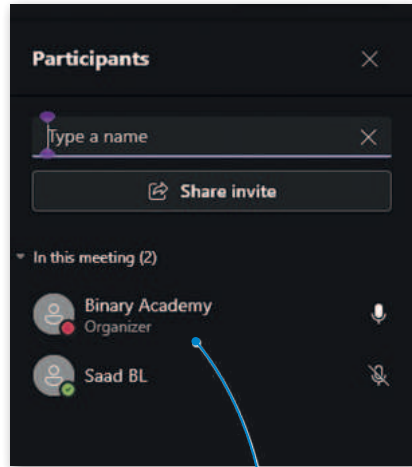 Participants
Type a name
Share invite
In this meeting (2)
Binary Academy
Organizer
Saad BL